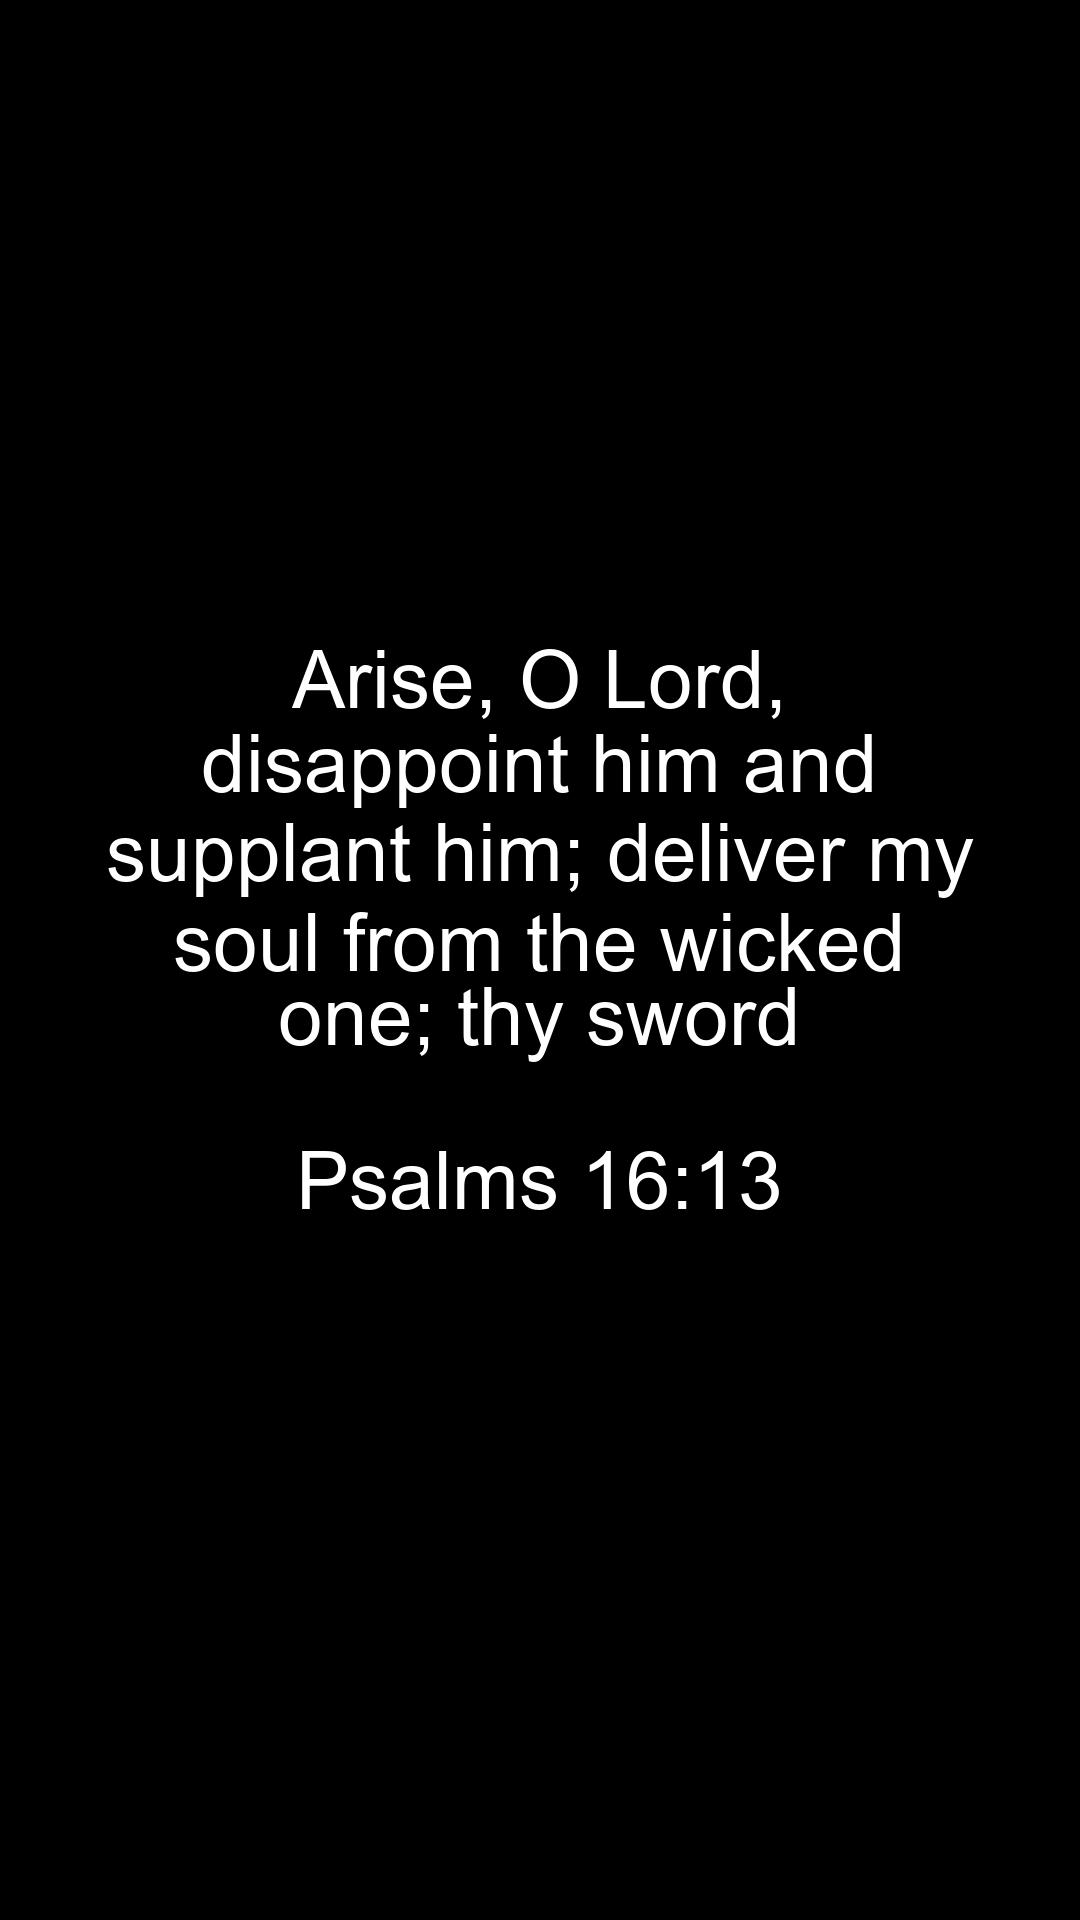 Arise, O Lord,
disappoint him and
supplant him; deliver my
soul from the wicked
one; thy sword
Psalms 16:13